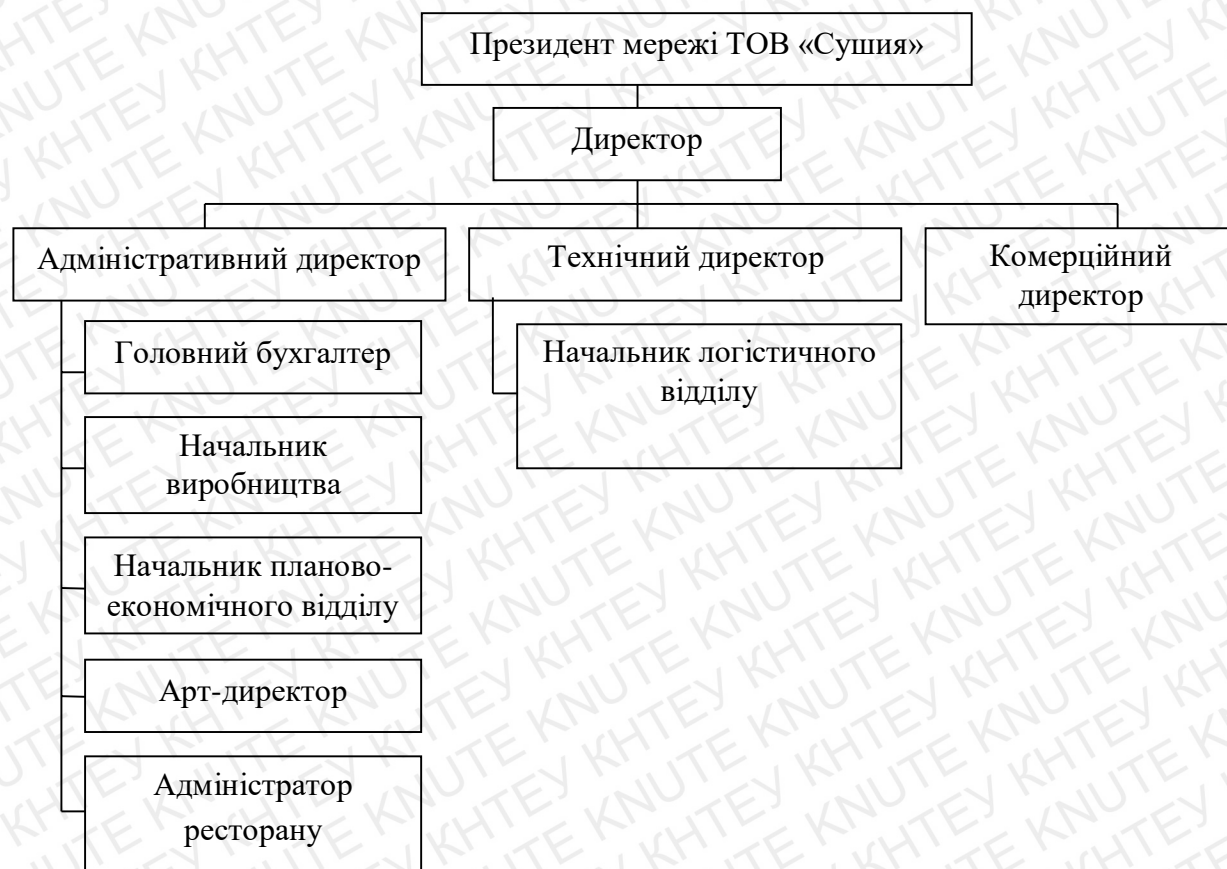 Президент мережі ТОВ «Сушия»
Директор
Адміністративний директор
Технічний директор
Комерційний
директор
Головний бухгалтер
Начальник
виробництва
Начальник планово-
економічного відділу
Арт-директор
Адміністратор
ресторану
Начальник логістичного
відділу